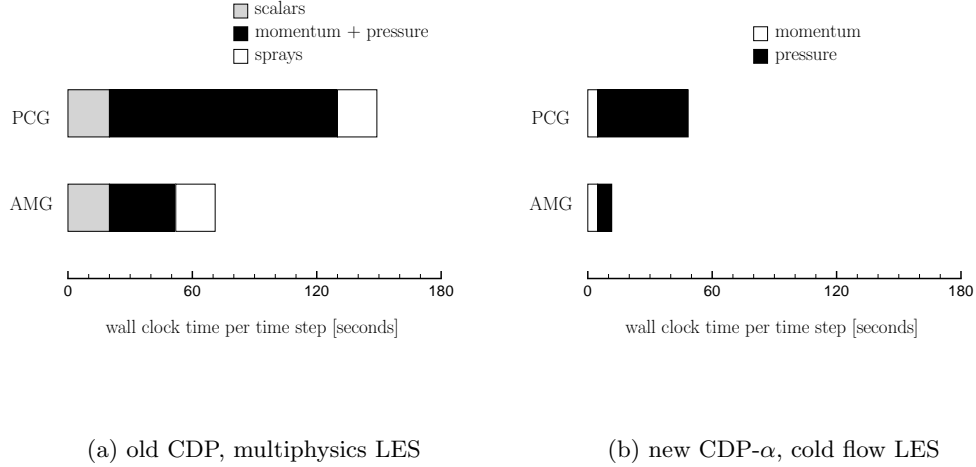 scalars
momentum + pressure
sprays
PCG
AMG
0 60 120 180
wall clock time per time step [seconds]
(a) old CDP, multiphysics LES
momentum
pressure
PCG
AMG
0 60 120 180
wall clock time per time step [seconds]
(b) new CDP-α, cold flow LES